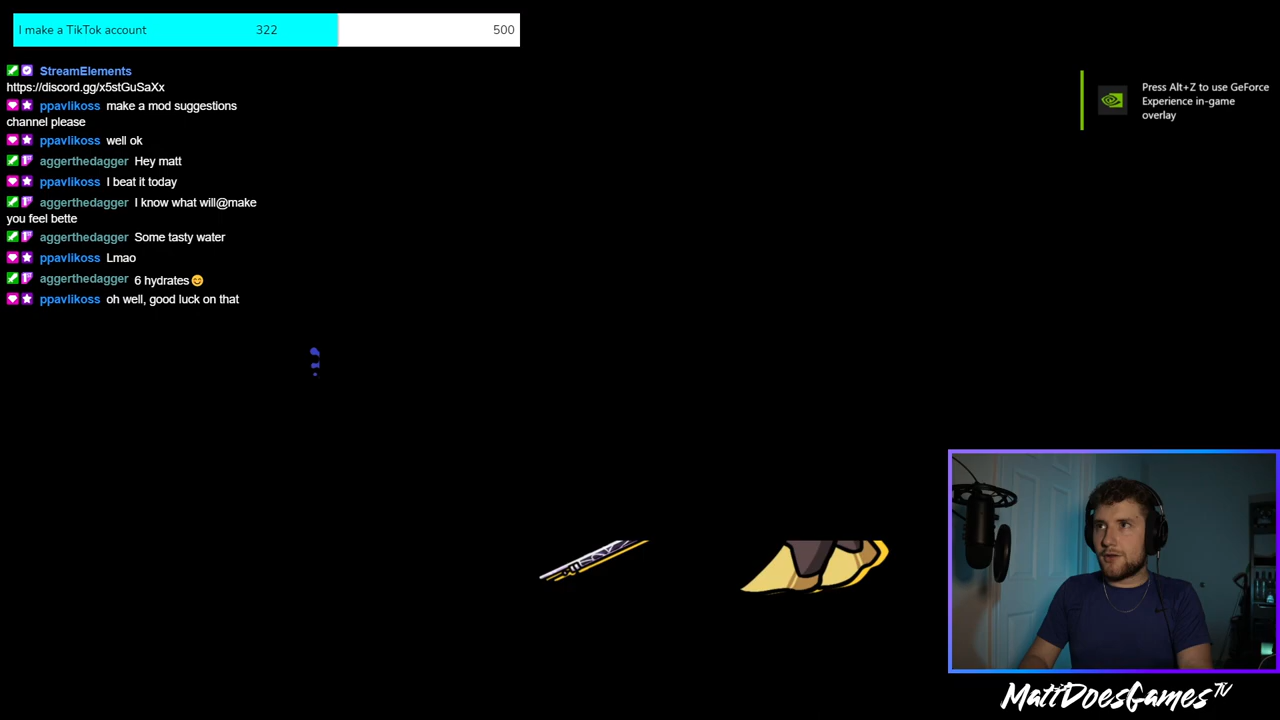 I make a TikTok account 322 500
StreamElements
https://discord.gg/x5stGuSaXx
ppavlikoss make a mod suggestions
channel please
ppavlikoss well ok
aggerthedagger Hey matt
ppavlikoss I beat it today
aggerthedagger I know what will@make
you feel bette
aggerthedagger Some tasty water
ppavlikoss Lmao
aggerthedagger 6 hydrates😊
ppavlikoss oh well, good luck on that
Press Alt+Z to use GeForce
Experience in-game
overlay
MattDoesGames TV